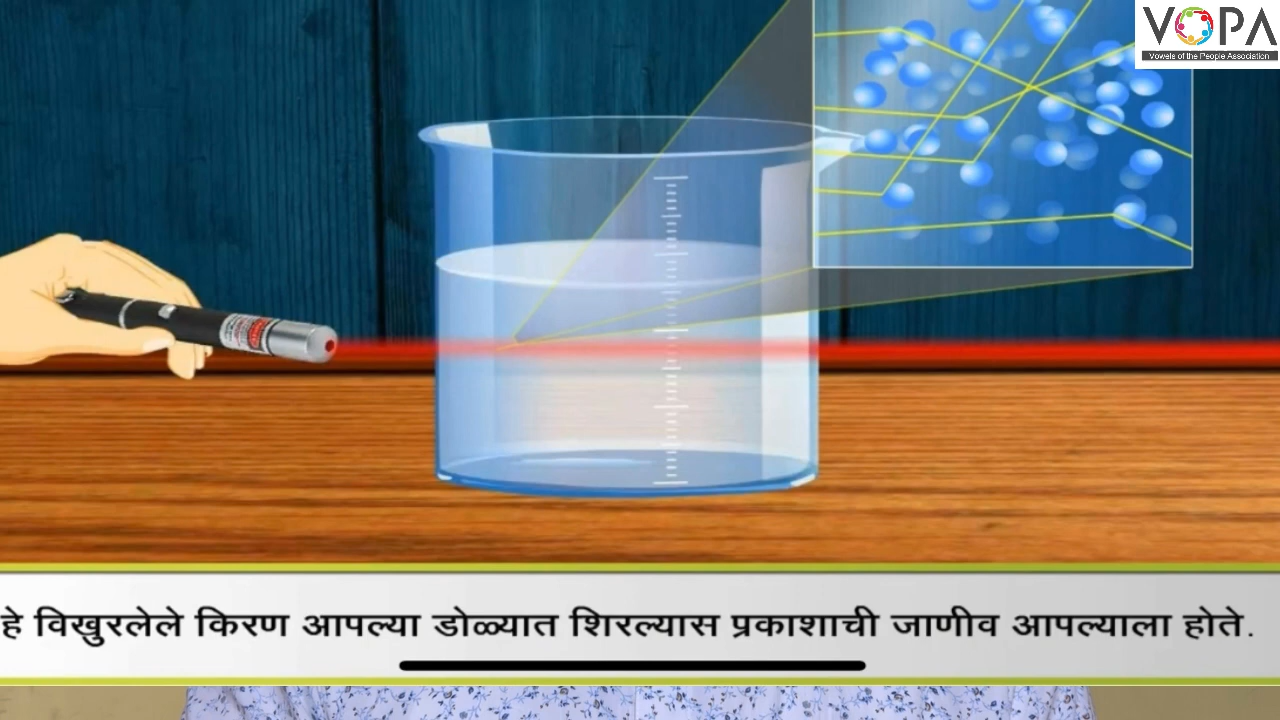 VOPA
Vowels of the People Association
हे विखुरलेले किरण आपल्या डोळ्यात शिरल्यास प्रकाशाची जाणीव आपल्याला होते.